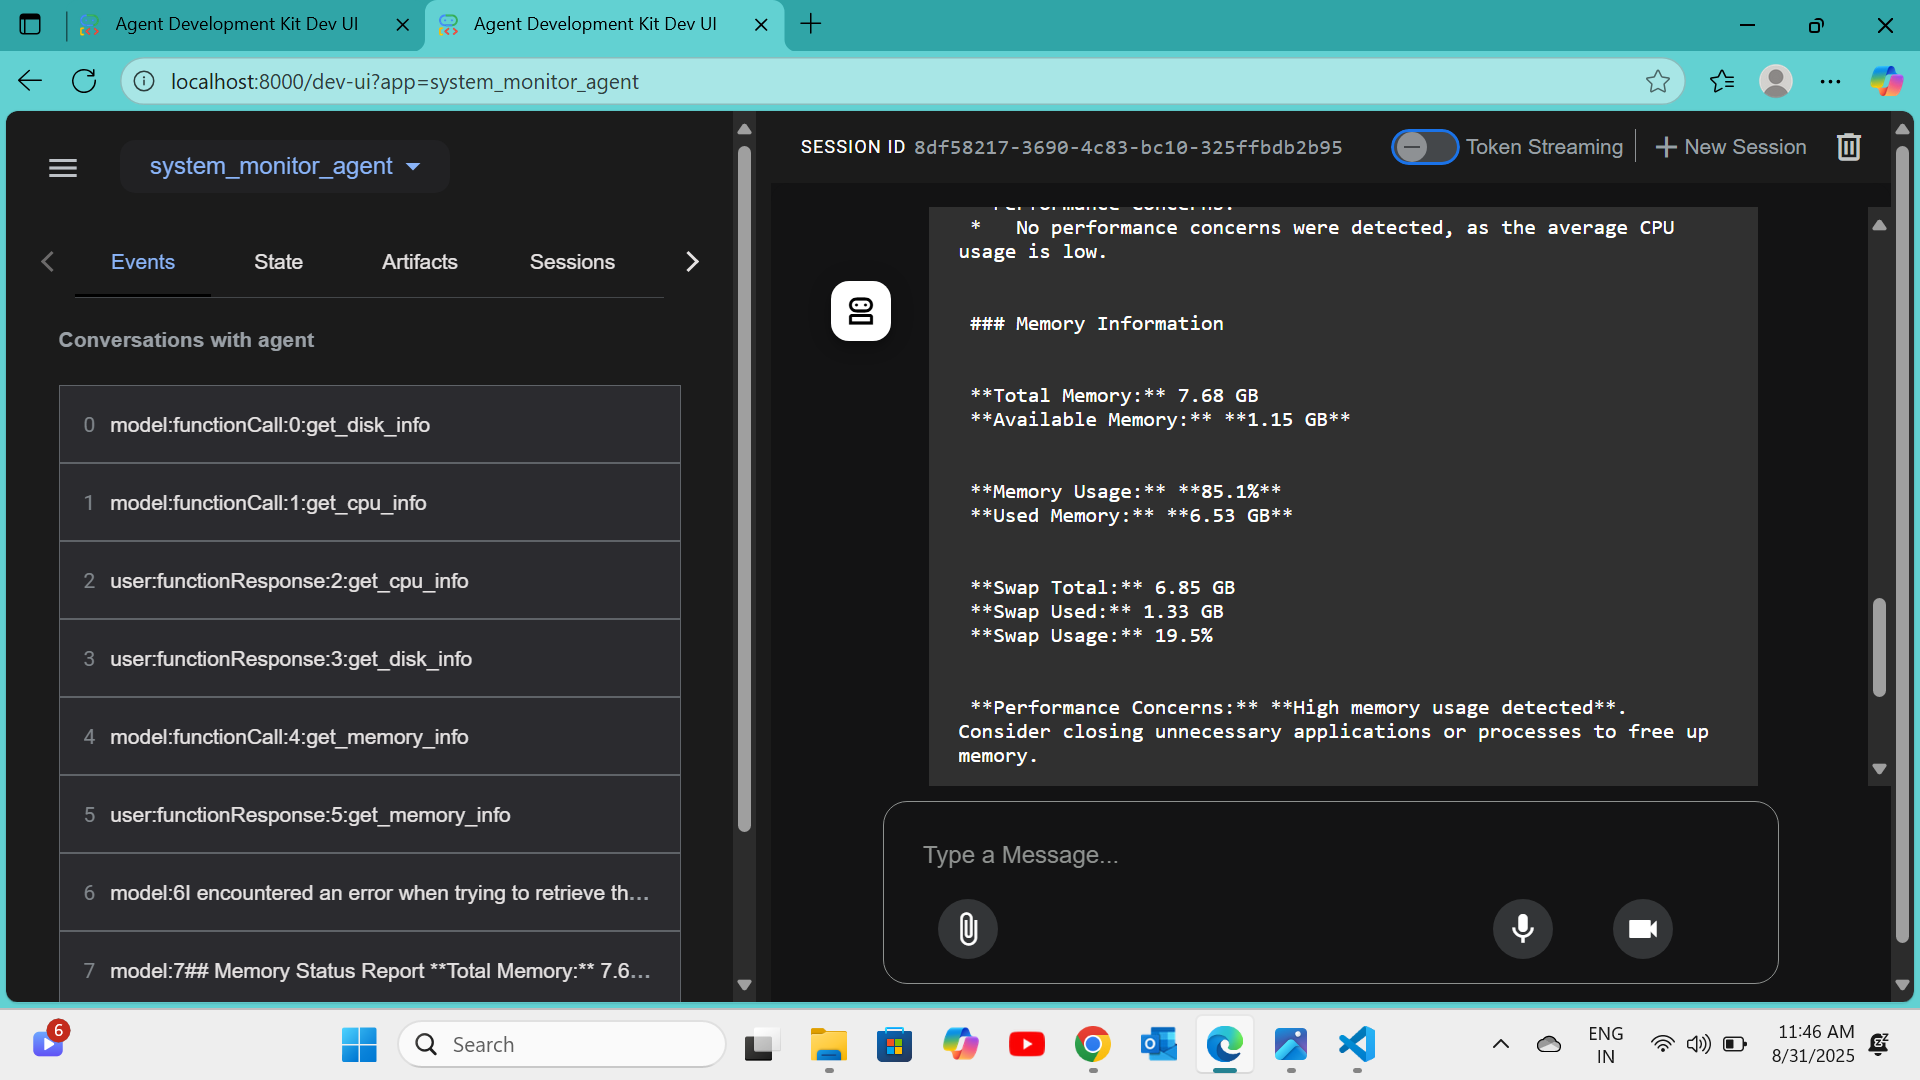 Agent Development Kit Dev UI
Agent Development Kit Dev UI
localhost:8000/dev-ui?app=system_monitor_agent
system_monitor_agent
Events State Artifacts Sessions
Conversations with agent
0 model:functionCall:0:get_disk_info
1 model:functionCall:1:get_cpu_info
2 user:functionResponse:2:get_cpu_info
3 user:functionResponse:3:get_disk_info
4 model:functionCall:4:get_memory_info
5 user:functionResponse:5:get_memory_info
6 model:6I encountered an error when trying to retrieve th...
7 model:7## Memory Status Report **Total Memory:** 7.6...
SESSION ID 8df58217-3690-4c83-bc10-325ffbdb2b95
Token Streaming
New Session
Performance Concerns:
* No performance concerns were detected, as the average CPU
usage is low.
### Memory Information
**Total Memory:** 7.68 GB
**Available Memory:** **1.15 GB**
**Memory Usage:** **85.1%**
**Used Memory:** **6.53 GB**
**Swap Total:** 6.85 GB
**Swap Used:** 1.33 GB
**Swap Usage:** 19.5%
**Performance Concerns:** **High memory usage detected**.
Consider closing unnecessary applications or processes to free up
memory.
Type a Message...
6
Search
ENG
IN
11:46 AM
8/31/2025